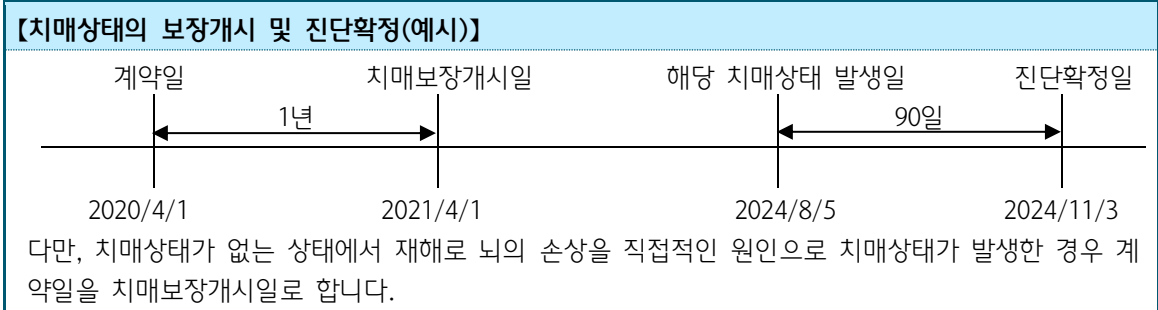 【치매상태의 보장개시 및 진단확정(예시)】
계약일 치매보장개시일 해당 치매상태 발생일 진단확정일
1년 90일
2020/4/1 2021/4/1 2024/8/5 2024/11/3
다만, 치매상태가 없는 상태에서 재해로 뇌의 손상을 직접적인 원인으로 치매상태가 발생한 경우 계
약일을 치매보장개시일로 합니다.